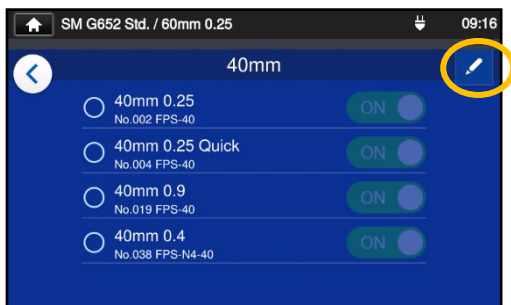 SM G652 Std. / 60mm 0.25 09:16
40mm
40mm 0.25 ON
No.002 FPS-40
40mm 0.25 Quick ON
No.004 FPS-40
40mm 0.9 ON
No.019 FPS-40
40mm 0.4 ON
No.038 FPS-N4-40